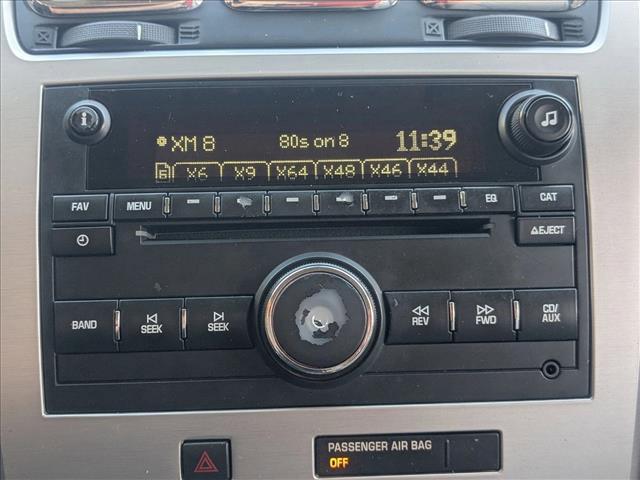 XM 8 80s on 8 11:39
6 X6 X9 X64 X48 X46 X44
FAV MENU EQ CAT
EJECT
BAND SEEK SEEK REV FWD CD/AUX
PASSENGER AIR BAG
OFF